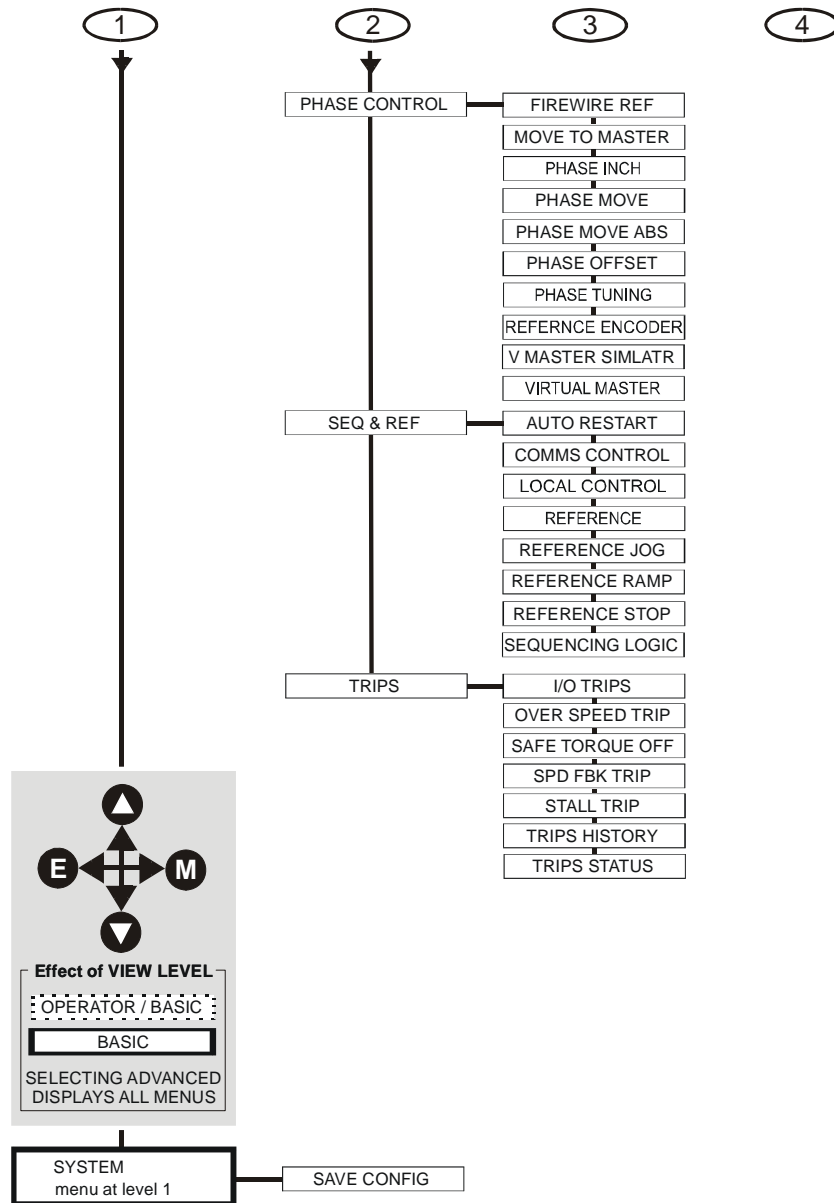 1 2 3 4
PHASE CONTROL FIREWIRE REF
MOVE TO MASTER
PHASE INCH
PHASE MOVE
PHASE MOVE ABS
PHASE OFFSET
PHASE TUNING
REFERNCE ENCODER
V MASTER SIMLATR
VIRTUAL MASTER
SEQ & REF AUTO RESTART
COMMS CONTROL
LOCAL CONTROL
REFERENCE
REFERENCE JOG
REFERENCE RAMP
REFERENCE STOP
SEQUENCING LOGIC
TRIPS I/O TRIPS
OVER SPEED TRIP
SAFE TORQUE OFF
SPD FBK TRIP
STALL TRIP
TRIPS HISTORY
TRIPS STATUS
E M
Effect of VIEW LEVEL
OPERATOR / BASIC
BASIC
SELECTING ADVANCED
DISPLAYS ALL MENUS
SYSTEM
menu at level 1
SAVE CONFIG